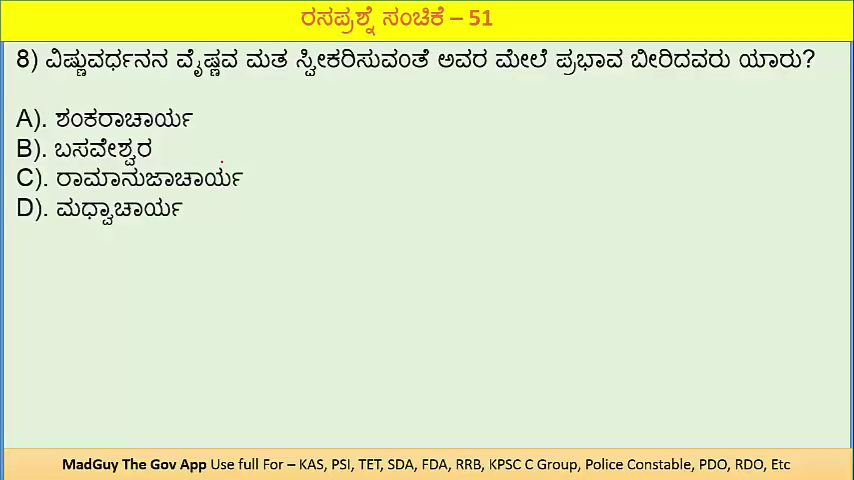 ರಸಪ್ರಶ್ನೆ ಸಂಚಿಕೆ – 51
8) ವಿಷ್ಣುವರ್ಧನನ ವೈಷ್ಣವ ಮತ ಸ್ವೀಕರಿಸುವಂತೆ ಅವರ ಮೇಲೆ ಪ್ರಭಾವ ಬೀರಿದವರು ಯಾರು?
A). ಶಂಕರಾಚಾರ್ಯ
B). ಬಸವೇಶ್ವರ
C). ರಾಮಾನುಜಾಚಾರ್ಯ
D). ಮಧ್ವಾಚಾರ್ಯ
MadGuy The Gov App Use full For – KAS, PSI, TET, SDA, FDA, RRB, KPSC C Group, Police Constable, PDO, RDO, Etc